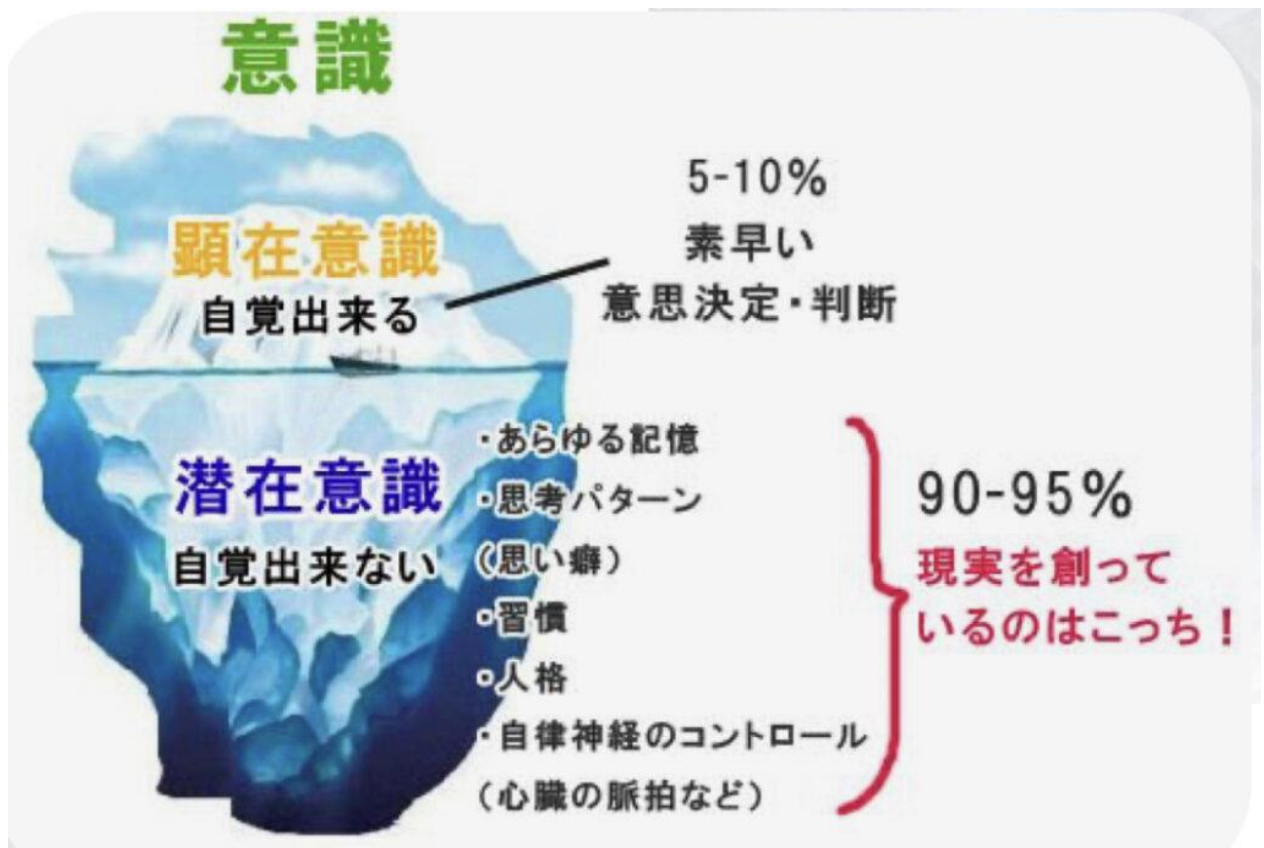 意識
顕在意識
自覚出来る
5-10%
素早い
意思決定・判断
潜在意識
自覚出来ない
・あらゆる記憶
・思考パターン
（思い癖）
・習慣
・人格
・自律神経のコントロール
（心臓の脈拍など）
90-95%
現実を創って
いるのはこっち！